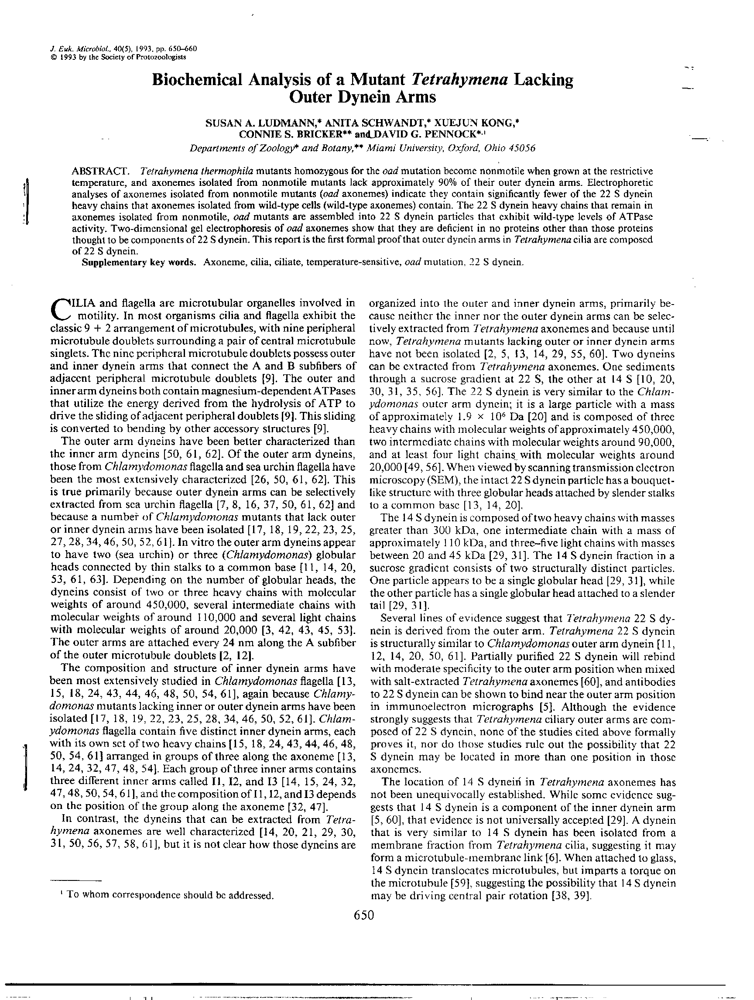 J. Euk. Microbiol., 40(5), 1993, pp. 650–660
© 1993 by the Society of Protozoologists
Biochemical Analysis of a Mutant Tetrahymena Lacking
Outer Dynein Arms
SUSAN A. LUDMANN,* ANITA SCHWANDT,* XUEJUN KONG,*
CONNIE S. BRICKER** and DAVID G. PENNOCK*,1
Departments of Zoology* and Botany,** Miami University, Oxford, Ohio 45056
ABSTRACT. Tetrahymena thermophila mutants homozygous for the oad mutation become nonmotile when grown at the restrictive
temperature, and axonemes isolated from nonmotile mutants lack approximately 90% of their outer dynein arms. Electrophoretic
analyses of axonemes isolated from nonmotile mutants (oad axonemes) indicate they contain significantly fewer of the 22 S dynein
heavy chains that axonemes isolated from wild-type cells (wild-type axonemes) contain. The 22 S dynein heavy chains that remain in
axonemes isolated from nonmotile, oad mutants are assembled into 22 S dynein particles that exhibit wild-type levels of ATPase
activity. Two-dimensional gel electrophoresis of oad axonemes show that they are deficient in no proteins other than those proteins
thought to be components of 22 S dynein. This report is the first formal proof that outer dynein arms in Tetrahymena cilia are composed
of 22 S dynein.
Supplementary key words. Axoneme, cilia, ciliate, temperature-sensitive, oad mutation, 22 S dynein.
CILIA and flagella are microtubular organelles involved in
motility. In most organisms cilia and flagella exhibit the
classic 9 + 2 arrangement of microtubules, with nine peripheral
microtubule doublets surrounding a pair of central microtubule
singlets. The nine peripheral microtubule doublets possess outer
and inner dynein arms that connect the A and B subfibers of
adjacent peripheral microtubule doublets [9]. The outer and
inner arm dyneins both contain magnesium-dependent ATPases
that utilize the energy derived from the hydrolysis of ATP to
drive the sliding of adjacent peripheral doublets [9]. This sliding
is converted to bending by other accessory structures [9].
The outer arm dyneins have been better characterized than
the inner arm dyneins [50, 61, 62]. Of the outer arm dyneins,
those from Chlamydomonas flagella and sea urchin flagella have
been the most extensively characterized [26, 50, 61, 62]. This
is true primarily because outer dynein arms can be selectively
extracted from sea urchin flagella [7, 8, 16, 37, 50, 61, 62] and
because a number of Chlamydomonas mutants that lack outer
or inner dynein arms have been isolated [17, 18, 19, 22, 23, 25,
27, 28, 34, 46, 50, 52, 61]. In vitro the outer arm dyneins appear
to have two (sea urchin) or three (Chlamydomonas) globular
heads connected by thin stalks to a common base [11, 14, 20,
53, 61, 63]. Depending on the number of globular heads, the
dyneins consist of two or three heavy chains with molecular
weights of around 450,000, several intermediate chains with
molecular weights of around 110,000 and several light chains
with molecular weights of around 20,000 [3, 42, 43, 45, 53].
The outer arms are attached every 24 nm along the A subfiber
of the outer microtubule doublets [2, 12].
The composition and structure of inner dynein arms have
been most extensively studied in Chlamydomonas flagella [13,
15, 18, 24, 43, 44, 46, 48, 50, 54, 61], again because Chlamy-
domonas mutants lacking inner or outer dynein arms have been
isolated [17, 18, 19, 22, 23, 25, 28, 34, 46, 50, 52, 61]. Chlam-
ydomonas flagella contain five distinct inner dynein arms, each
with its own set of two heavy chains [15, 18, 24, 43, 44, 46, 48,
50, 54, 61] arranged in groups of three along the axoneme [13,
14, 24, 32, 47, 48, 54]. Each group of three inner arms contains
three different inner arms called I1, I2, and I3 [14, 15, 24, 32,
47, 48, 50, 54, 61], and the composition of I1, I2, and I3 depends
on the position of the group along the axoneme [32, 47].
In contrast, the dyneins that can be extracted from Tetra-
hymena axonemes are well characterized [14, 20, 21, 29, 30,
31, 50, 56, 57, 58, 61], but it is not clear how those dyneins are
1 To whom correspondence should be addressed.
organized into the outer and inner dynein arms, primarily be-
cause neither the inner nor the outer dynein arms can be selec-
tively extracted from Tetrahymena axonemes and because until
now, Tetrahymena mutants lacking outer or inner dynein arms
have not been isolated [2, 5, 13, 14, 29, 55, 60]. Two dyneins
can be extracted from Tetrahymena axonemes. One sediments
through a sucrose gradient at 22 S, the other at 14 S [10, 20,
30, 31, 35, 56]. The 22 S dynein is very similar to the Chlam-
ydomonas outer arm dynein; it is a large particle with a mass
of approximately 1.9 × 10⁶ Da [20] and is composed of three
heavy chains with molecular weights of approximately 450,000,
two intermediate chains with molecular weights around 90,000,
and at least four light chains with molecular weights around
20,000 [49, 56]. When viewed by scanning transmission electron
microscopy (SEM), the intact 22 S dynein particle has a bouquet-
like structure with three globular heads attached by slender stalks
to a common base [13, 14, 20].
The 14 S dynein is composed of two heavy chains with masses
greater than 300 kDa, one intermediate chain with a mass of
approximately 110 kDa, and three–five light chains with masses
between 20 and 45 kDa [29, 31]. The 14 S dynein fraction in a
sucrose gradient consists of two structurally distinct particles.
One particle appears to be a single globular head [29, 31], while
the other particle has a single globular head attached to a slender
tail [29, 31].
Several lines of evidence suggest that Tetrahymena 22 S dy-
nein is derived from the outer arm. Tetrahymena 22 S dynein
is structurally similar to Chlamydomonas outer arm dynein [11,
12, 14, 20, 50, 61]. Partially purified 22 S dynein will rebind
with moderate specificity to the outer arm position when mixed
with salt-extracted Tetrahymena axonemes [60], and antibodies
to 22 S dynein can be shown to bind near the outer arm position
in immunoelectron micrographs [5]. Although the evidence
strongly suggests that Tetrahymena ciliary outer arms are com-
posed of 22 S dynein, none of the studies cited above formally
proves it, nor do those studies rule out the possibility that 22
S dynein may be located in more than one position in those
axonemes.
The location of 14 S dynein in Tetrahymena axonemes has
not been unequivocally established. While some evidence sug-
gests that 14 S dynein is a component of the inner dynein arm
[5, 60], that evidence is not universally accepted [29]. A dynein
that is very similar to 14 S dynein has been isolated from a
membrane fraction from Tetrahymena cilia, suggesting it may
form a microtubule-membrane link [6]. When attached to glass,
14 S dynein translocates microtubules, but imparts a torque on
the microtubule [59], suggesting the possibility that 14 S dynein
may be driving central pair rotation [38, 39].
650